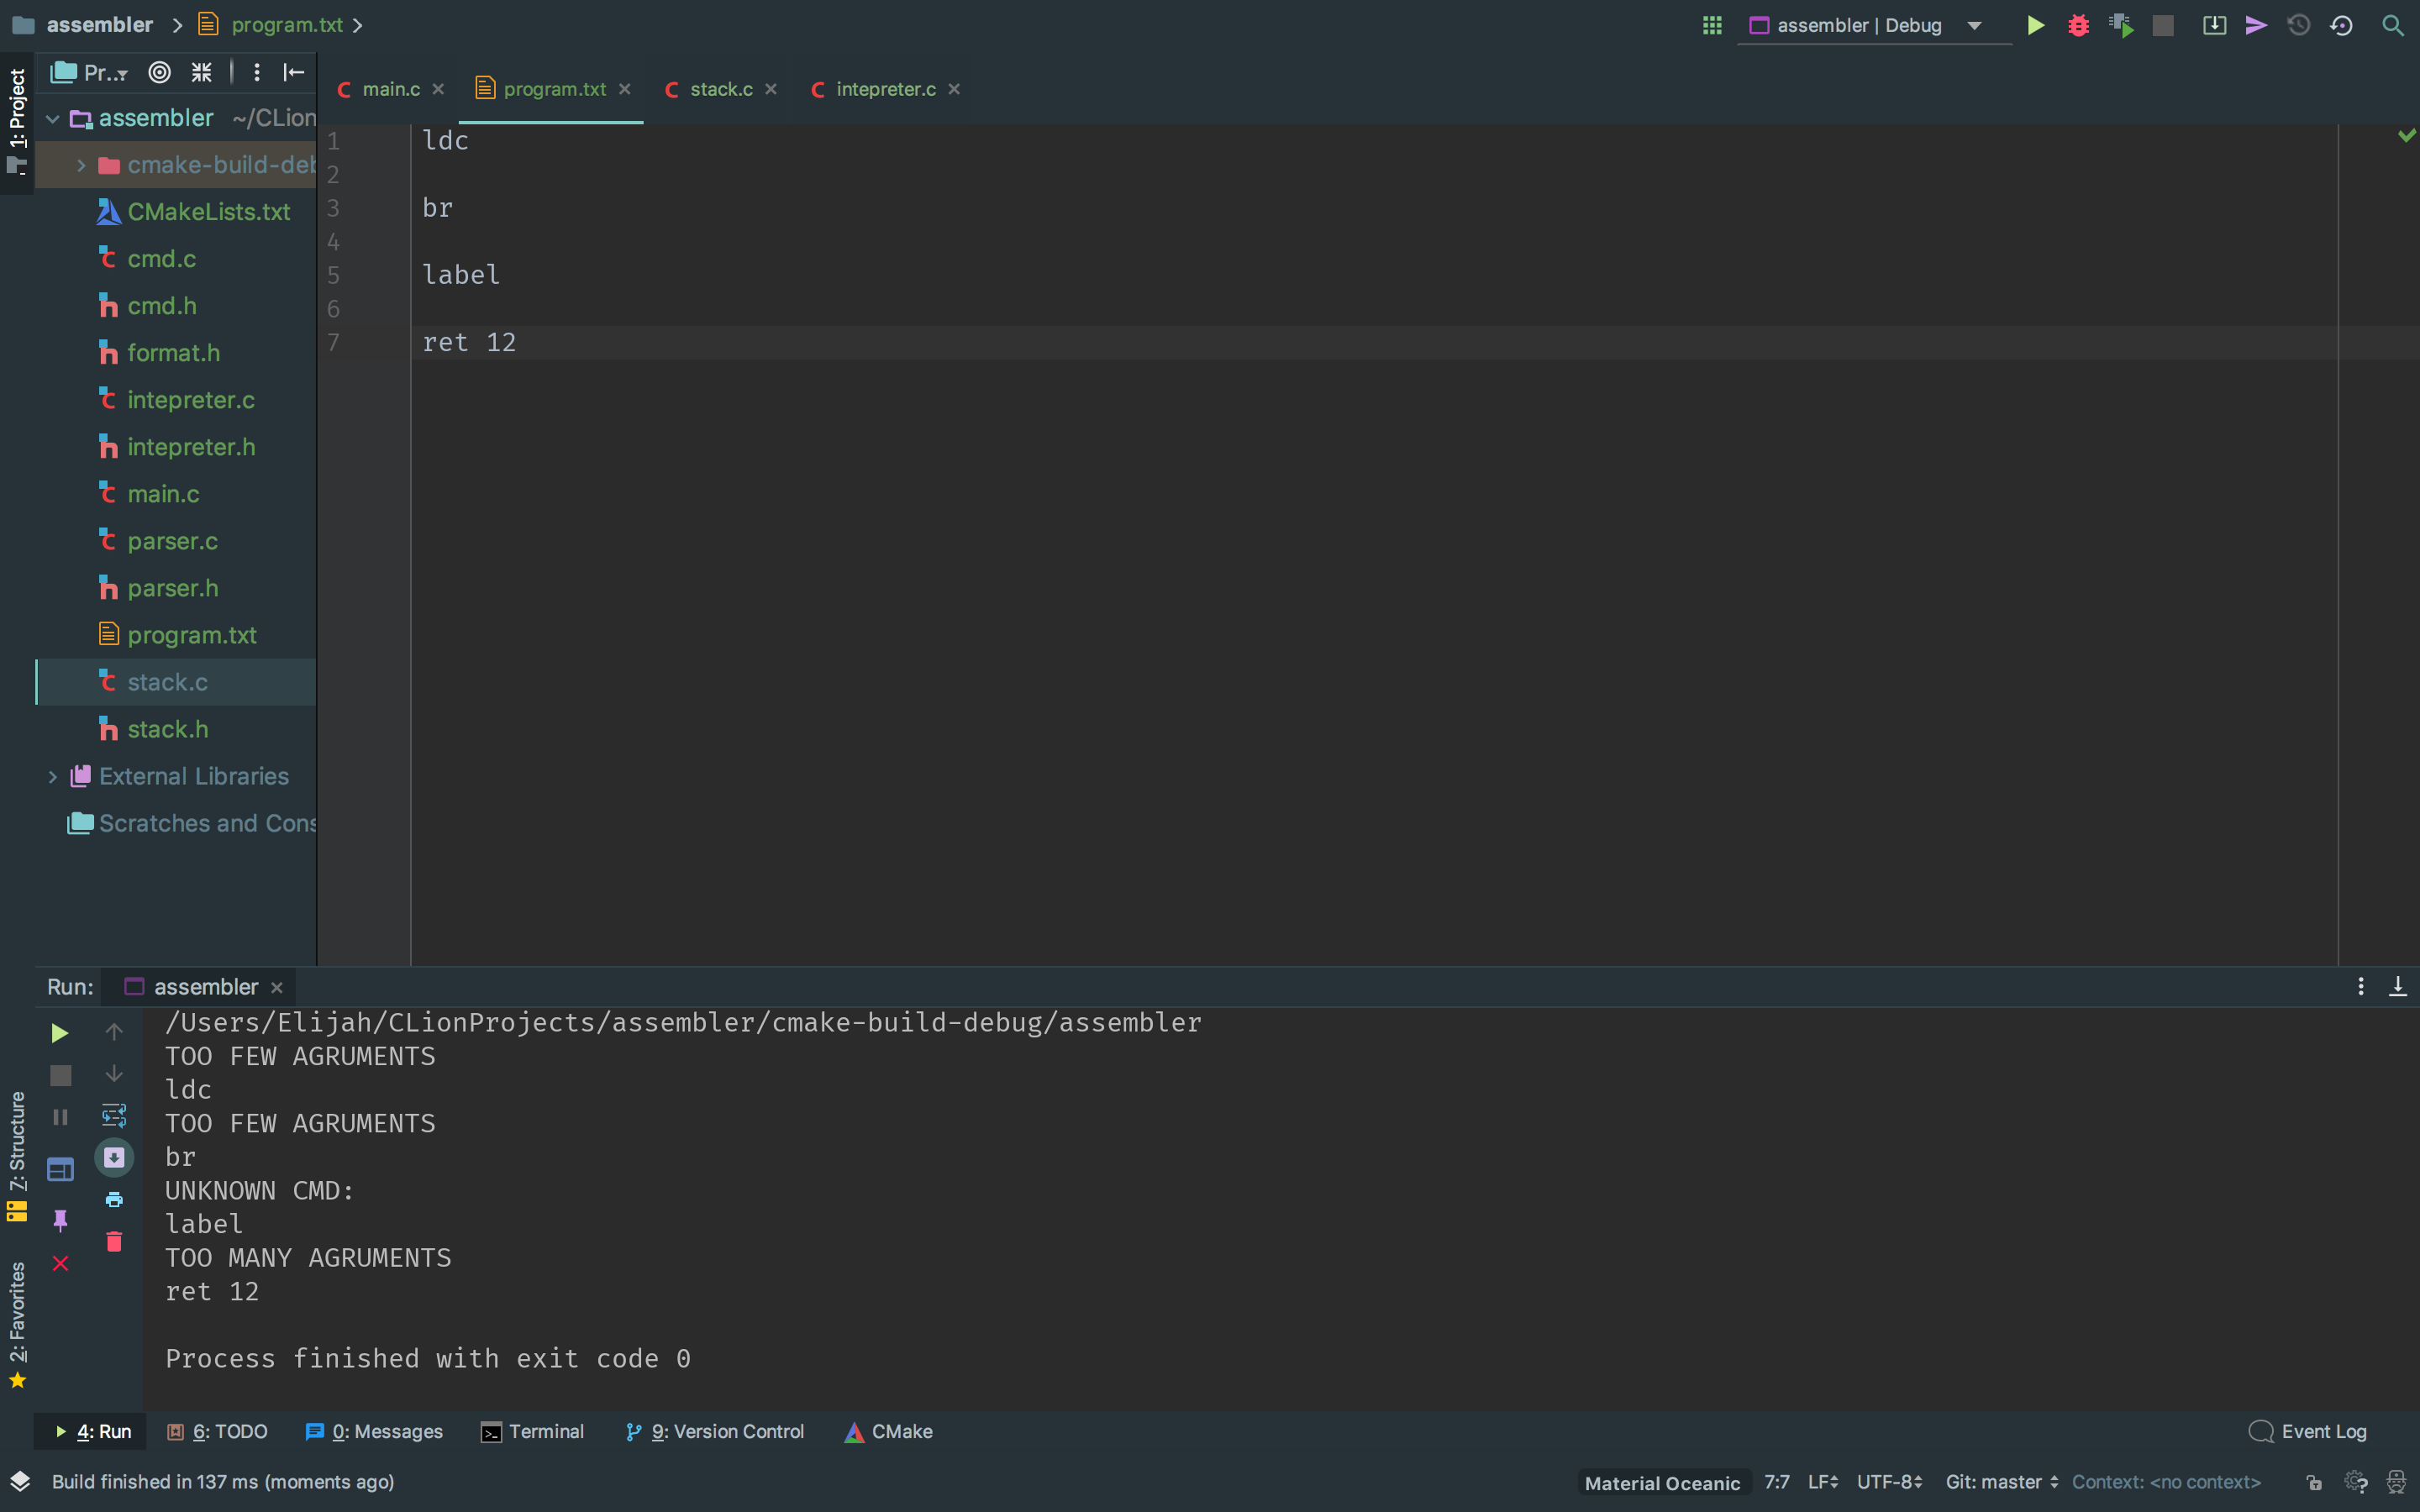 assembler > program.txt >
assembler | Debug
1: Project
Pr...
main.c
program.txt
stack.c
intepreter.c
assembler ~/CLion
cmake-build-deb
CMakeLists.txt
cmd.c
cmd.h
format.h
intepreter.c
intepreter.h
main.c
parser.c
parser.h
program.txt
stack.c
stack.h
External Libraries
Scratches and Cons
1 ldc
2
3 br
4
5 label
6
7 ret 12
Run: assembler
/Users/Elijah/CLionProjects/assembler/cmake-build-debug/assembler
TOO FEW AGRUMENTS
ldc
TOO FEW AGRUMENTS
br
UNKNOWN CMD:
label
TOO MANY AGRUMENTS
ret 12
Process finished with exit code 0
7: Structure
2: Favorites
4: Run 6: TODO 0: Messages Terminal 9: Version Control CMake Event Log
Build finished in 137 ms (moments ago) Material Oceanic 7:7 LF UTF-8 Git: master Context: <no context>